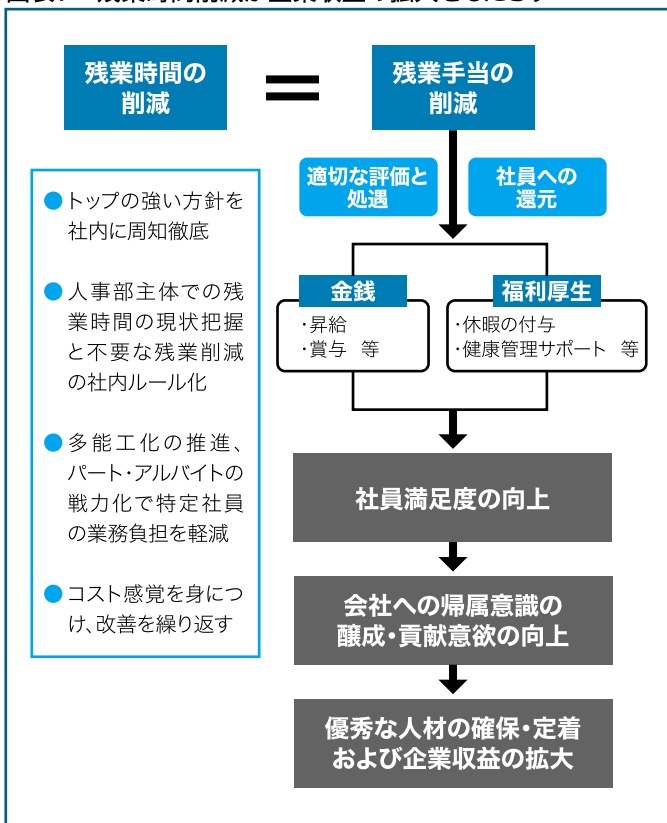 残業時間の
削減
残業手当の
削減
適切な評価と
処遇
社員への
還元
●トップの強い方針を
社内に周知徹底
●人事部主体での残
業時間の現状把握
と不要な残業削減
の社内ルール化
●多能工化の推進、
パート・アルバイトの
戦力化で特定社員
の業務負担を軽減
●コスト感覚を身につ
け、改善を繰り返す
金銭
・昇給
・賞与 等
福利厚生
・休暇の付与
・健康管理サポート 等
社員満足度の向上
会社への帰属意識の
醸成・貢献意欲の向上
優秀な人材の確保・定着
および企業収益の拡大